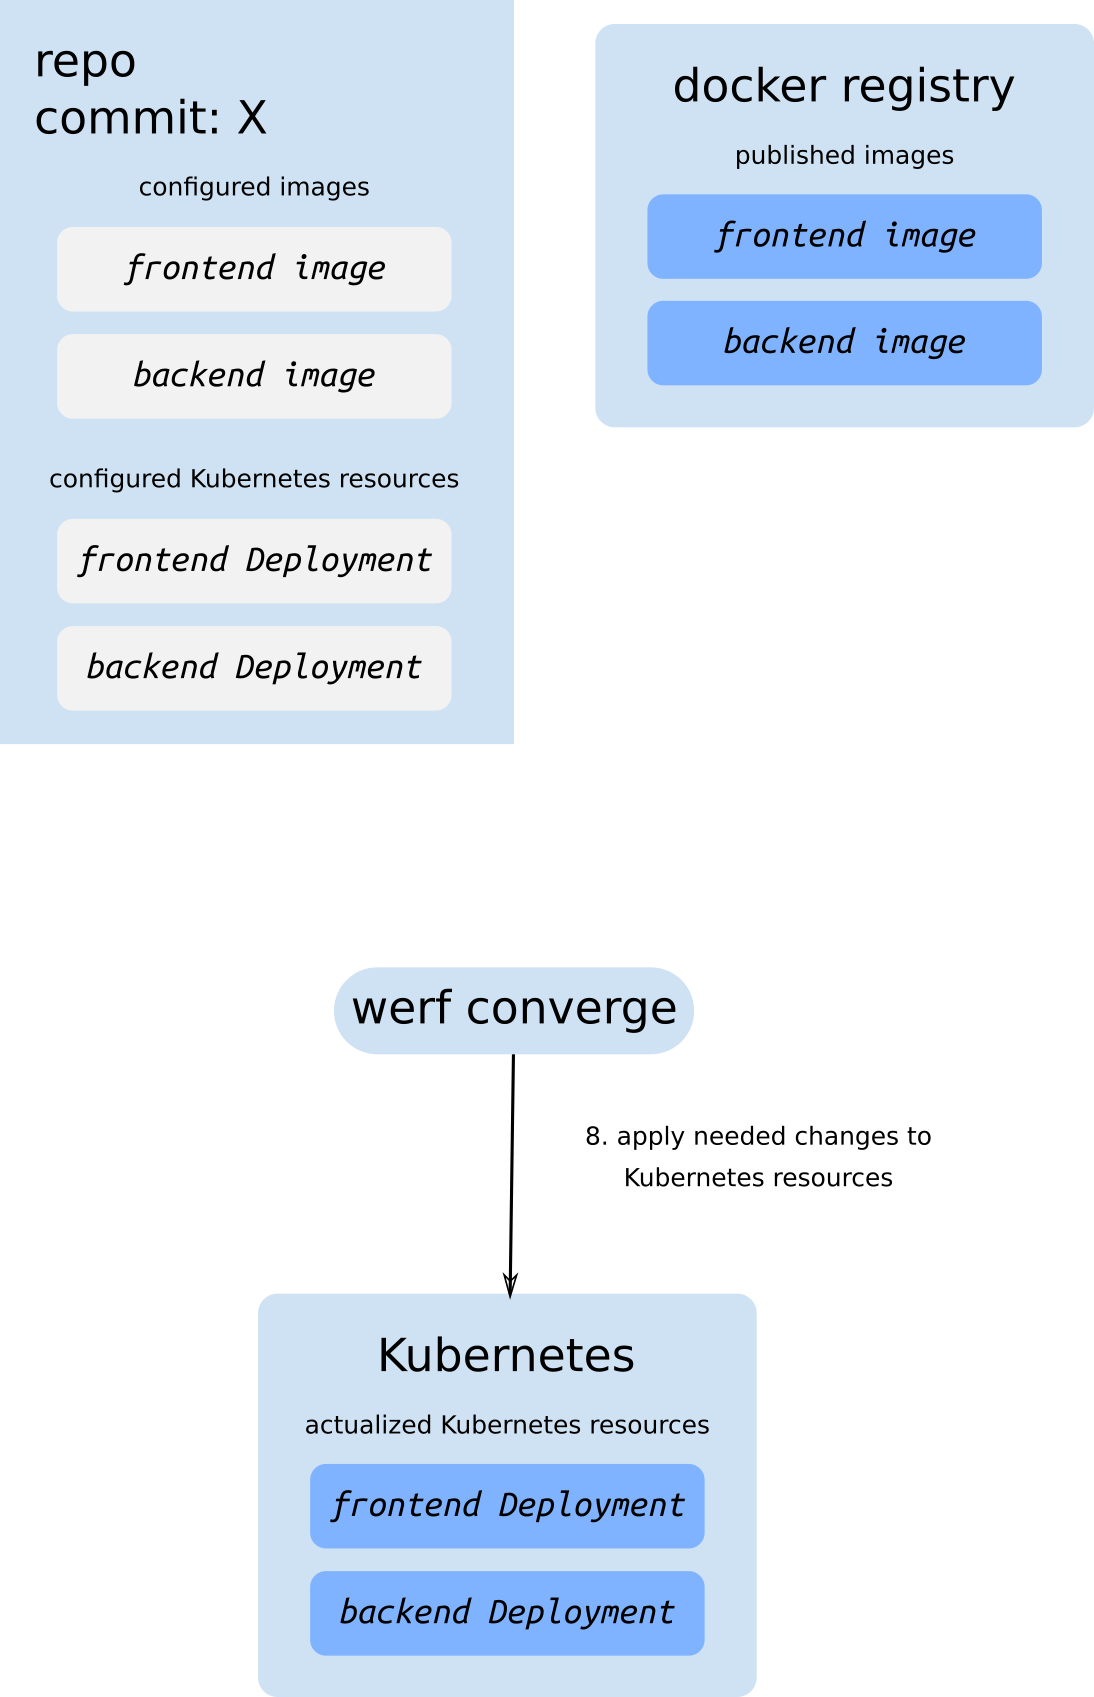 repo
commit: X
configured images
frontend image
backend image
configured Kubernetes resources
frontend Deployment
backend Deployment
docker registry
published images
frontend image
backend image
werf converge
8. apply needed changes to
Kubernetes resources
Kubernetes
actualized Kubernetes resources
frontend Deployment
backend Deployment